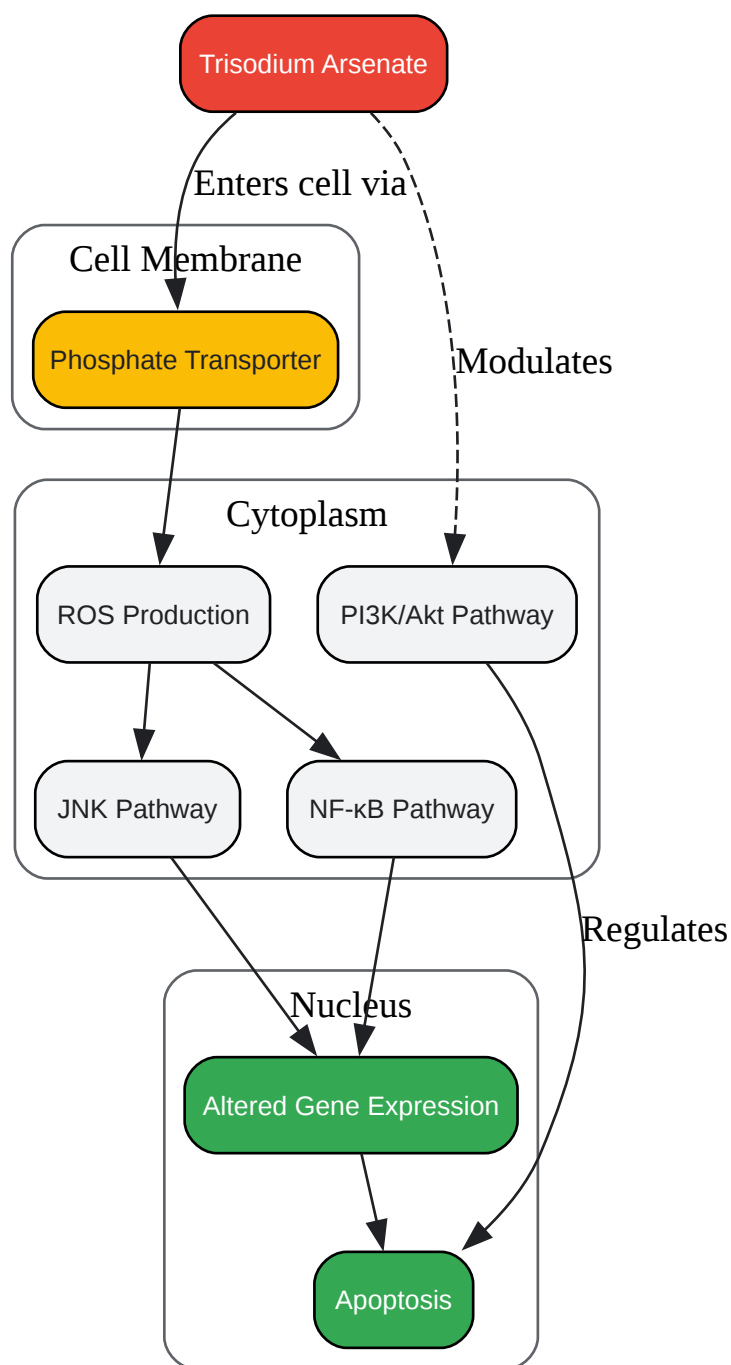 Trisodium Arsenate
Enters cell via
Cell Membrane
Phosphate Transporter
Modulates
Cytoplasm
ROS Production
PI3K/Akt Pathway
JNK Pathway
NF-κB Pathway
Regulates
Nucleus
Altered Gene Expression
Apoptosis